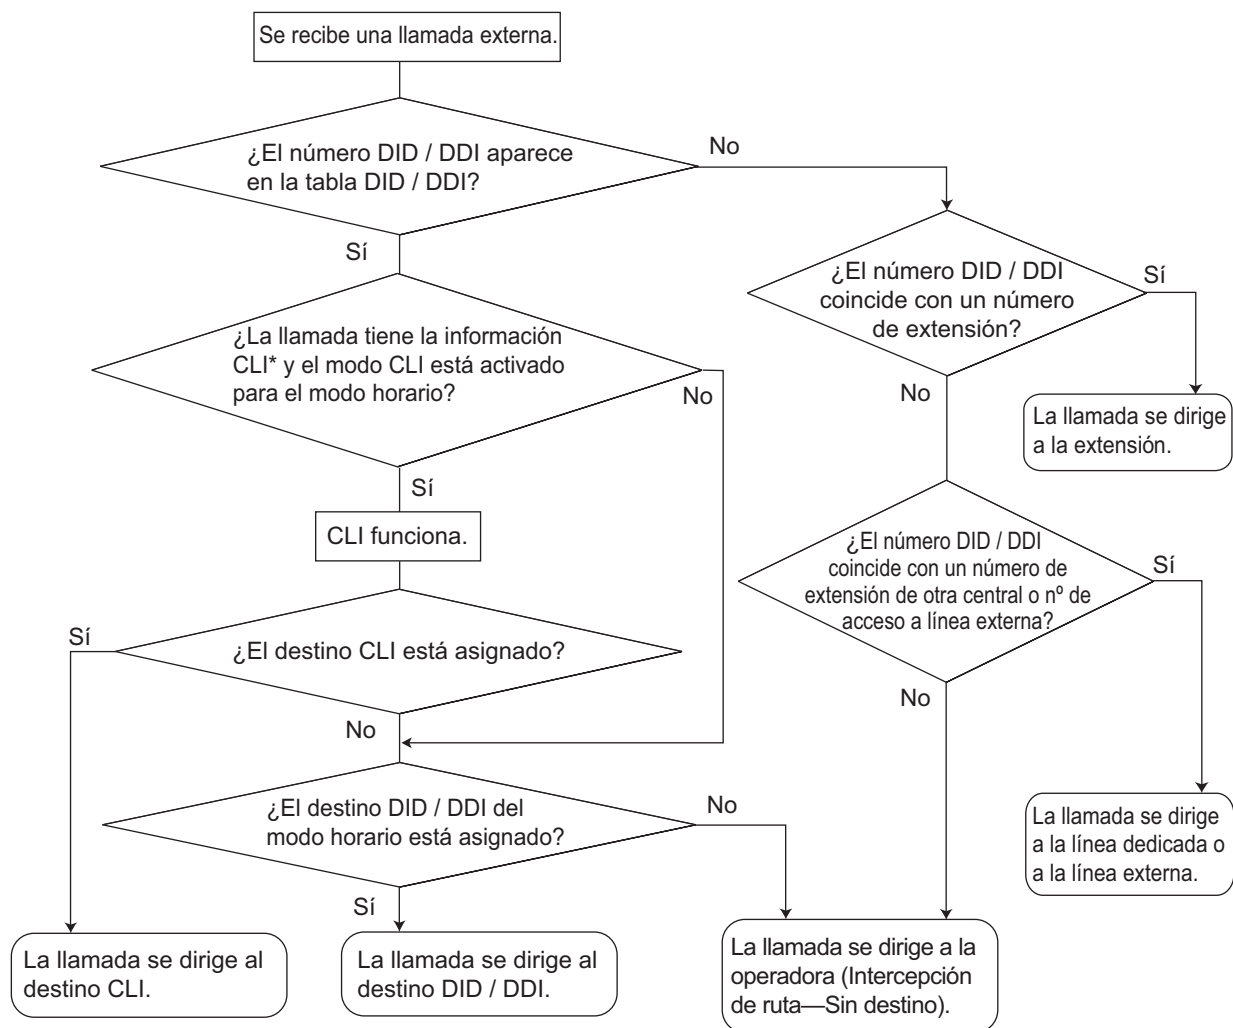 Se recibe una llamada externa.
¿El número DID / DDI aparece
en la tabla DID / DDI?
No
Sí
¿El número DID / DDI
coincide con un número
de extensión?
Sí
¿La llamada tiene la información
CLI* y el modo CLI está activado
para el modo horario?
No
No
La llamada se dirige
a la extensión.
Sí
CLI funciona.
¿El número DID / DDI
coincide con un número de
extensión de otra central o nº de
acceso a línea externa?
Sí
Sí
¿El destino CLI está asignado?
No
No
¿El destino DID / DDI del
modo horario está asignado?
No
La llamada se dirige
a la línea dedicada o
a la línea externa.
Sí
La llamada se dirige al
destino CLI.
La llamada se dirige al
destino DID / DDI.
La llamada se dirige a la
operadora (Intercepción
de ruta—Sin destino).